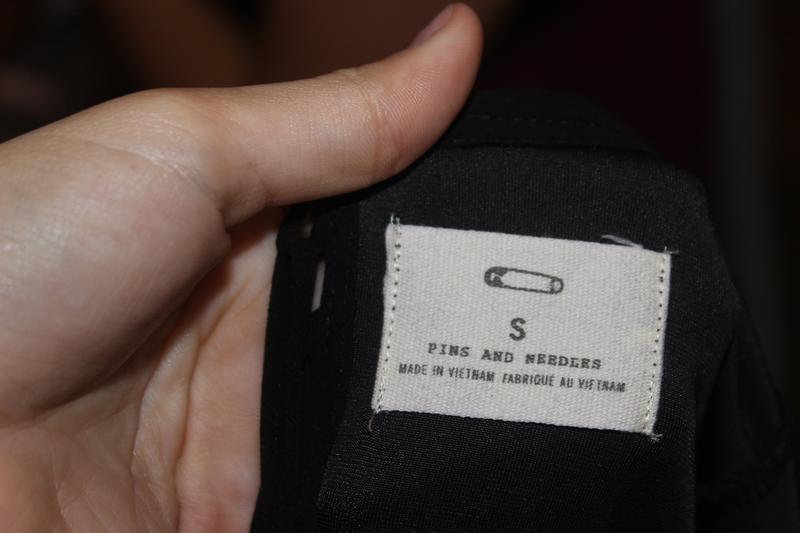 S
PINS AND NEEDLES
MADE IN VIETNAM FABRIQUÉ AU VIETNAM